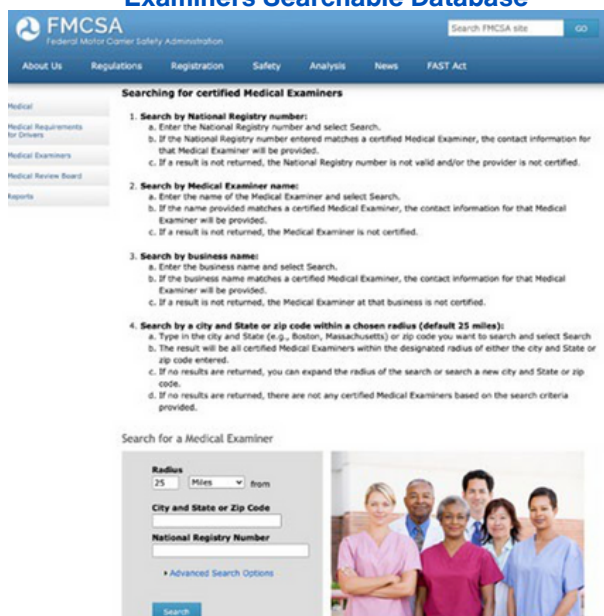 Examiners Searchable Database
FMCSA
Federal Motor Carrier Safety Administration
Search FMCSA site
GO
About Us
Regulations
Registration
Safety
Analysis
News
FAST Act
Medical
Medical Requirements
for Drivers
Medical Examiners
Medical Review Board
Reports
Searching for certified Medical Examiners
1. Search by National Registry number:
a. Enter the National Registry number and select Search.
b. If the National Registry number entered matches a certified Medical Examiner, the contact information for
that Medical Examiner will be provided.
c. If a result is not returned, the National Registry number is not valid and/or the provider is not certified.
2. Search by Medical Examiner name:
a. Enter the name of the Medical Examiner and select Search.
b. If the name provided matches a certified Medical Examiner, the contact information for that Medical
Examiner will be provided.
c. If a result is not returned, the Medical Examiner is not certified.
3. Search by business name:
a. Enter the business name and select Search.
b. If the business name matches a certified Medical Examiner, the contact information for that Medical
Examiner will be provided.
c. If a result is not returned, the Medical Examiner at that business is not certified.
4. Search by a city and State or zip code within a chosen radius (default 25 miles):
a. Type in the city and State (e.g., Boston, Massachusetts) or zip code you want to search and select Search
b. The result will be all certified Medical Examiners within the designated radius of either the city and State or
zip code entered.
c. If no results are returned, you can expand the radius of the search or search a new city and State or zip
code.
d. If no results are returned, there are not any certified Medical Examiners based on the search criteria
provided.
Search for a Medical Examiner
Radius
25 Miles from
City and State or Zip Code
National Registry Number
Advanced Search Options
Search